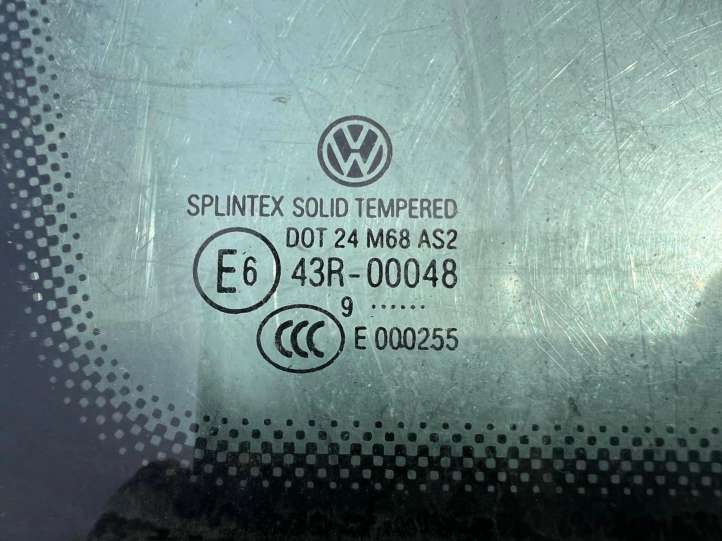 SPLINTEX SOLID TEMPERED
DOT 24 M68 AS2
E6 43R-00048
9 ......
CCC E 000255